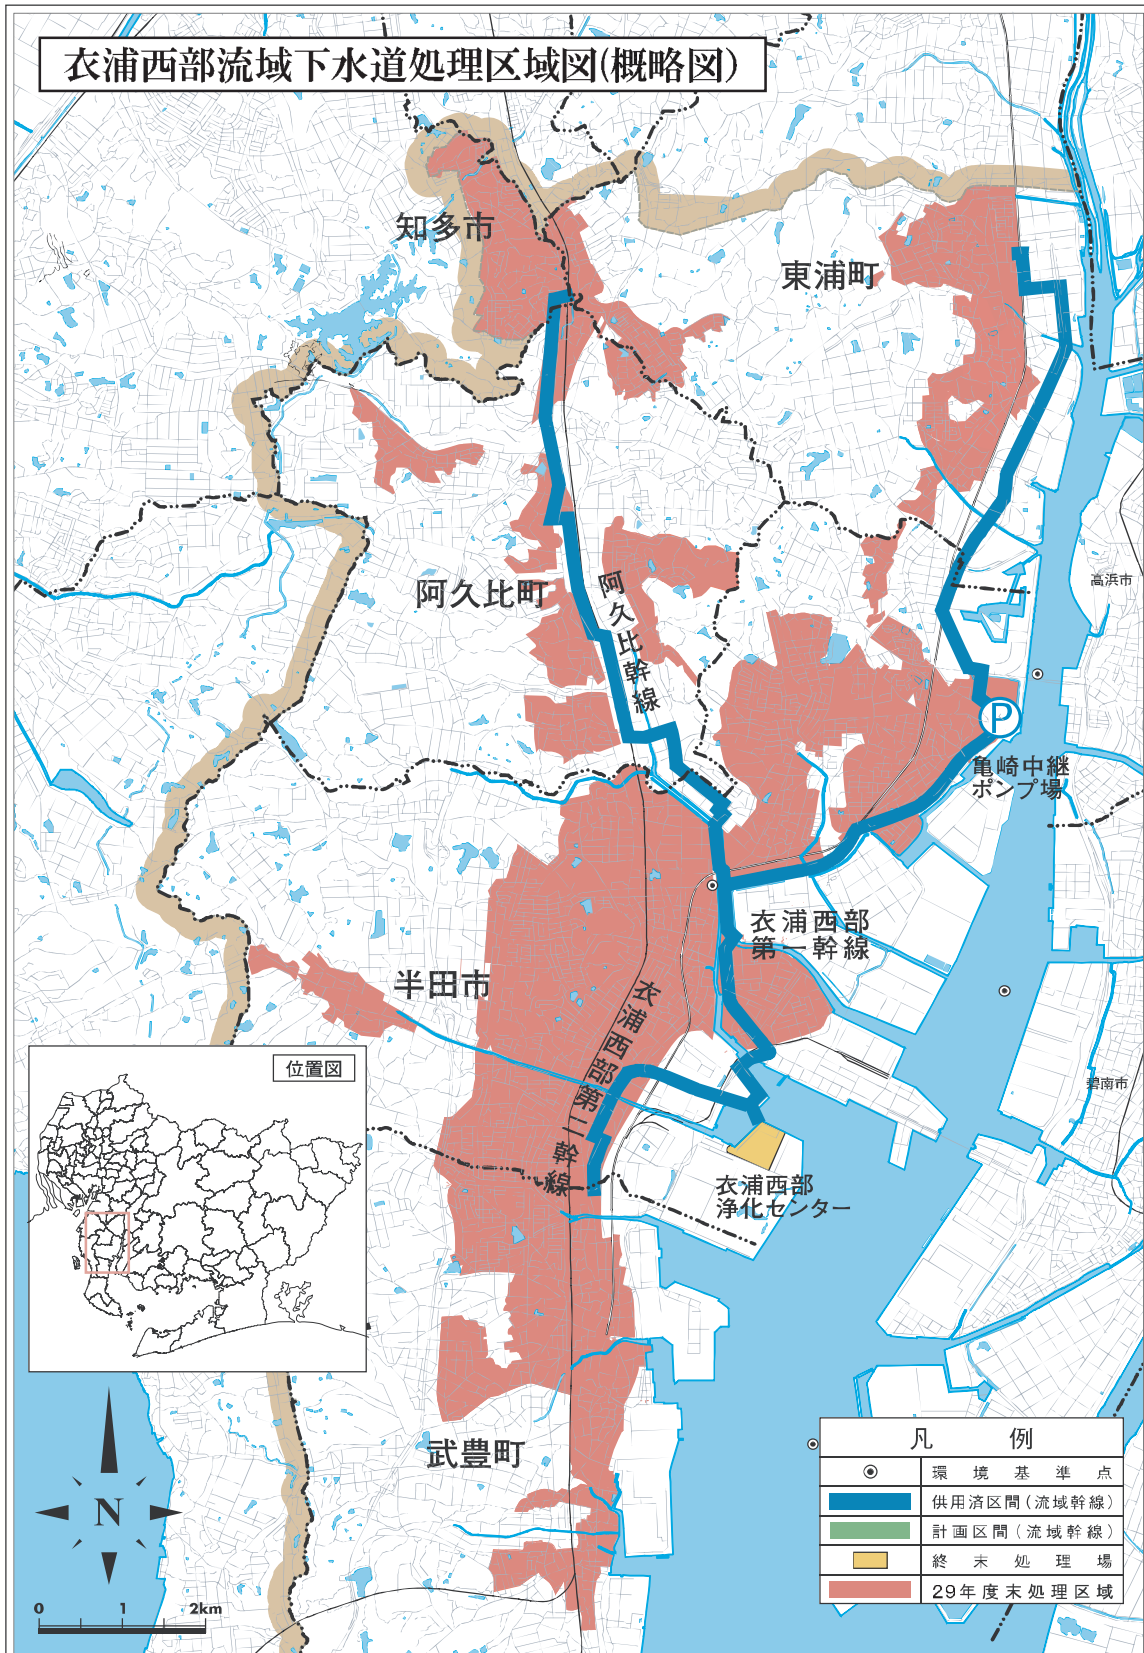 衣浦西部流域下水道処理区域図(概略図)
知多市
東浦町
高浜市
阿久比町
阿久比幹線
P
亀崎中継
ポンプ場
衣浦西部
第一幹線
半田市
衣浦西部第二幹線
碧南市
位置図
衣浦西部
浄化センター
武豊町
N
0 1 2km
凡例
環境基準点
供用済区間(流域幹線)
計画区間(流域幹線)
終末処理場
29年度末処理区域